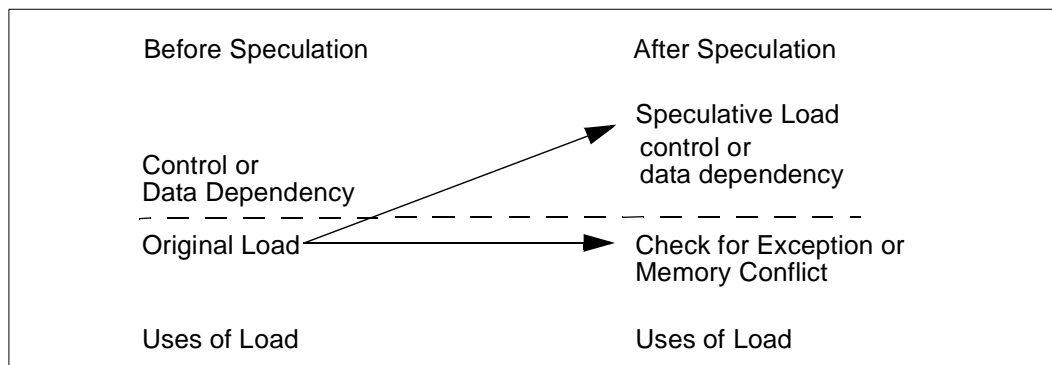 Before Speculation
After Speculation
Speculative Load
control or
data dependency
Control or
Data Dependency
Original Load
Check for Exception or
Memory Conflict
Uses of Load
Uses of Load